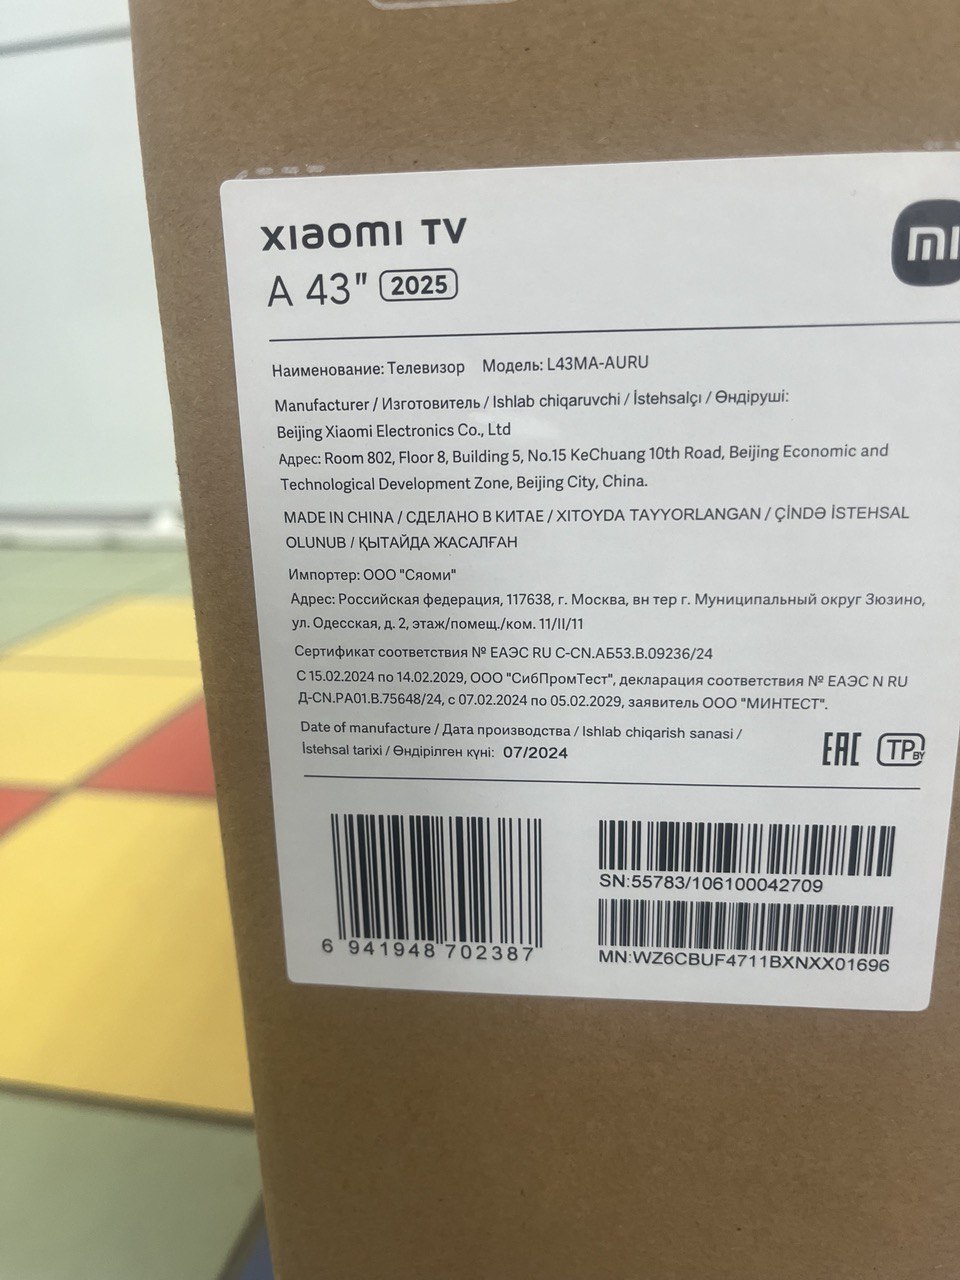 xiaomi TV
mi
A 43" 2025
Наименование: Телевизор Модель: L43MA-AURU
Manufacturer / Изготовитель / Ishlab chiqaruvchi / İstehsalçı / Өндіруші:
Beijing Xiaomi Electronics Co., Ltd
Адрес: Room 802, Floor 8, Building 5, No.15 KeChuang 10th Road, Beijing Economic and
Technological Development Zone, Beijing City, China.
MADE IN CHINA / СДЕЛАНО В КИТАЕ / XITOYDA TAYYORLANGAN / ÇİNDƏ İSTEHSAL
OLUNUB / ҚЫТАЙДА ЖАСАЛҒАН
Импортер: ООО "Сяоми"
Адрес: Российская федерация, 117638, г. Москва, вн тер г. Муниципальный округ Зюзино,
ул. Одесская, д. 2, этаж/помещ./ком. 11/II/11
Сертификат соответствия № ЕАЭС RU C-CN.АБ53.В.09236/24
С 15.02.2024 по 14.02.2029, ООО "СибПромТест", декларация соответствия № ЕАЭС N RU
Д-CN.РА01.В.75648/24, с 07.02.2024 по 05.02.2029, заявитель ООО "МИНТЕСТ".
Date of manufacture / Дата производства / Ishlab chiqarish sanasi /
İstehsal tarixi / Өндірілген күні: 07/2024
EAC TP BY
6 941948 702387
SN:55783/106100042709
MN:WZ6CBUF4711BXNXX01696